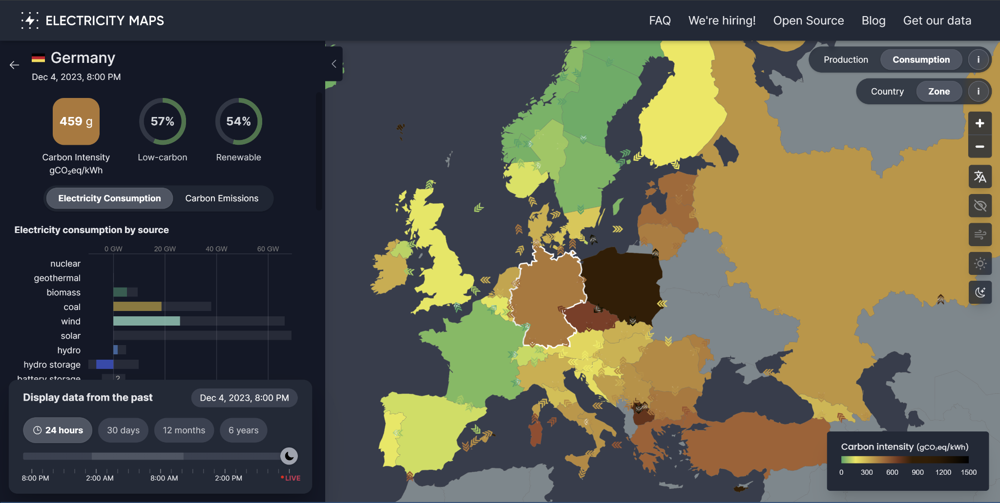 ELECTRICITY MAPS
FAQ We're hiring! Open Source Blog Get our data
Germany
Dec 4, 2023, 8:00 PM
459 g
57%
54%
Carbon Intensity
gCO₂eq/kWh
Low-carbon
Renewable
Electricity Consumption Carbon Emissions
Electricity consumption by source
0 GW 20 GW 40 GW 60 GW
nuclear
geothermal
biomass
coal
wind
solar
hydro
hydro storage
battery storage ?
Display data from the past Dec 4, 2023, 8:00 PM
24 hours 30 days 12 months 6 years
8:00 PM 2:00 AM 8:00 AM 2:00 PM LIVE
Production Consumption i
Country Zone i
+
−
Carbon intensity (gCO₂eq/kWh)
0 300 600 900 1200 1500